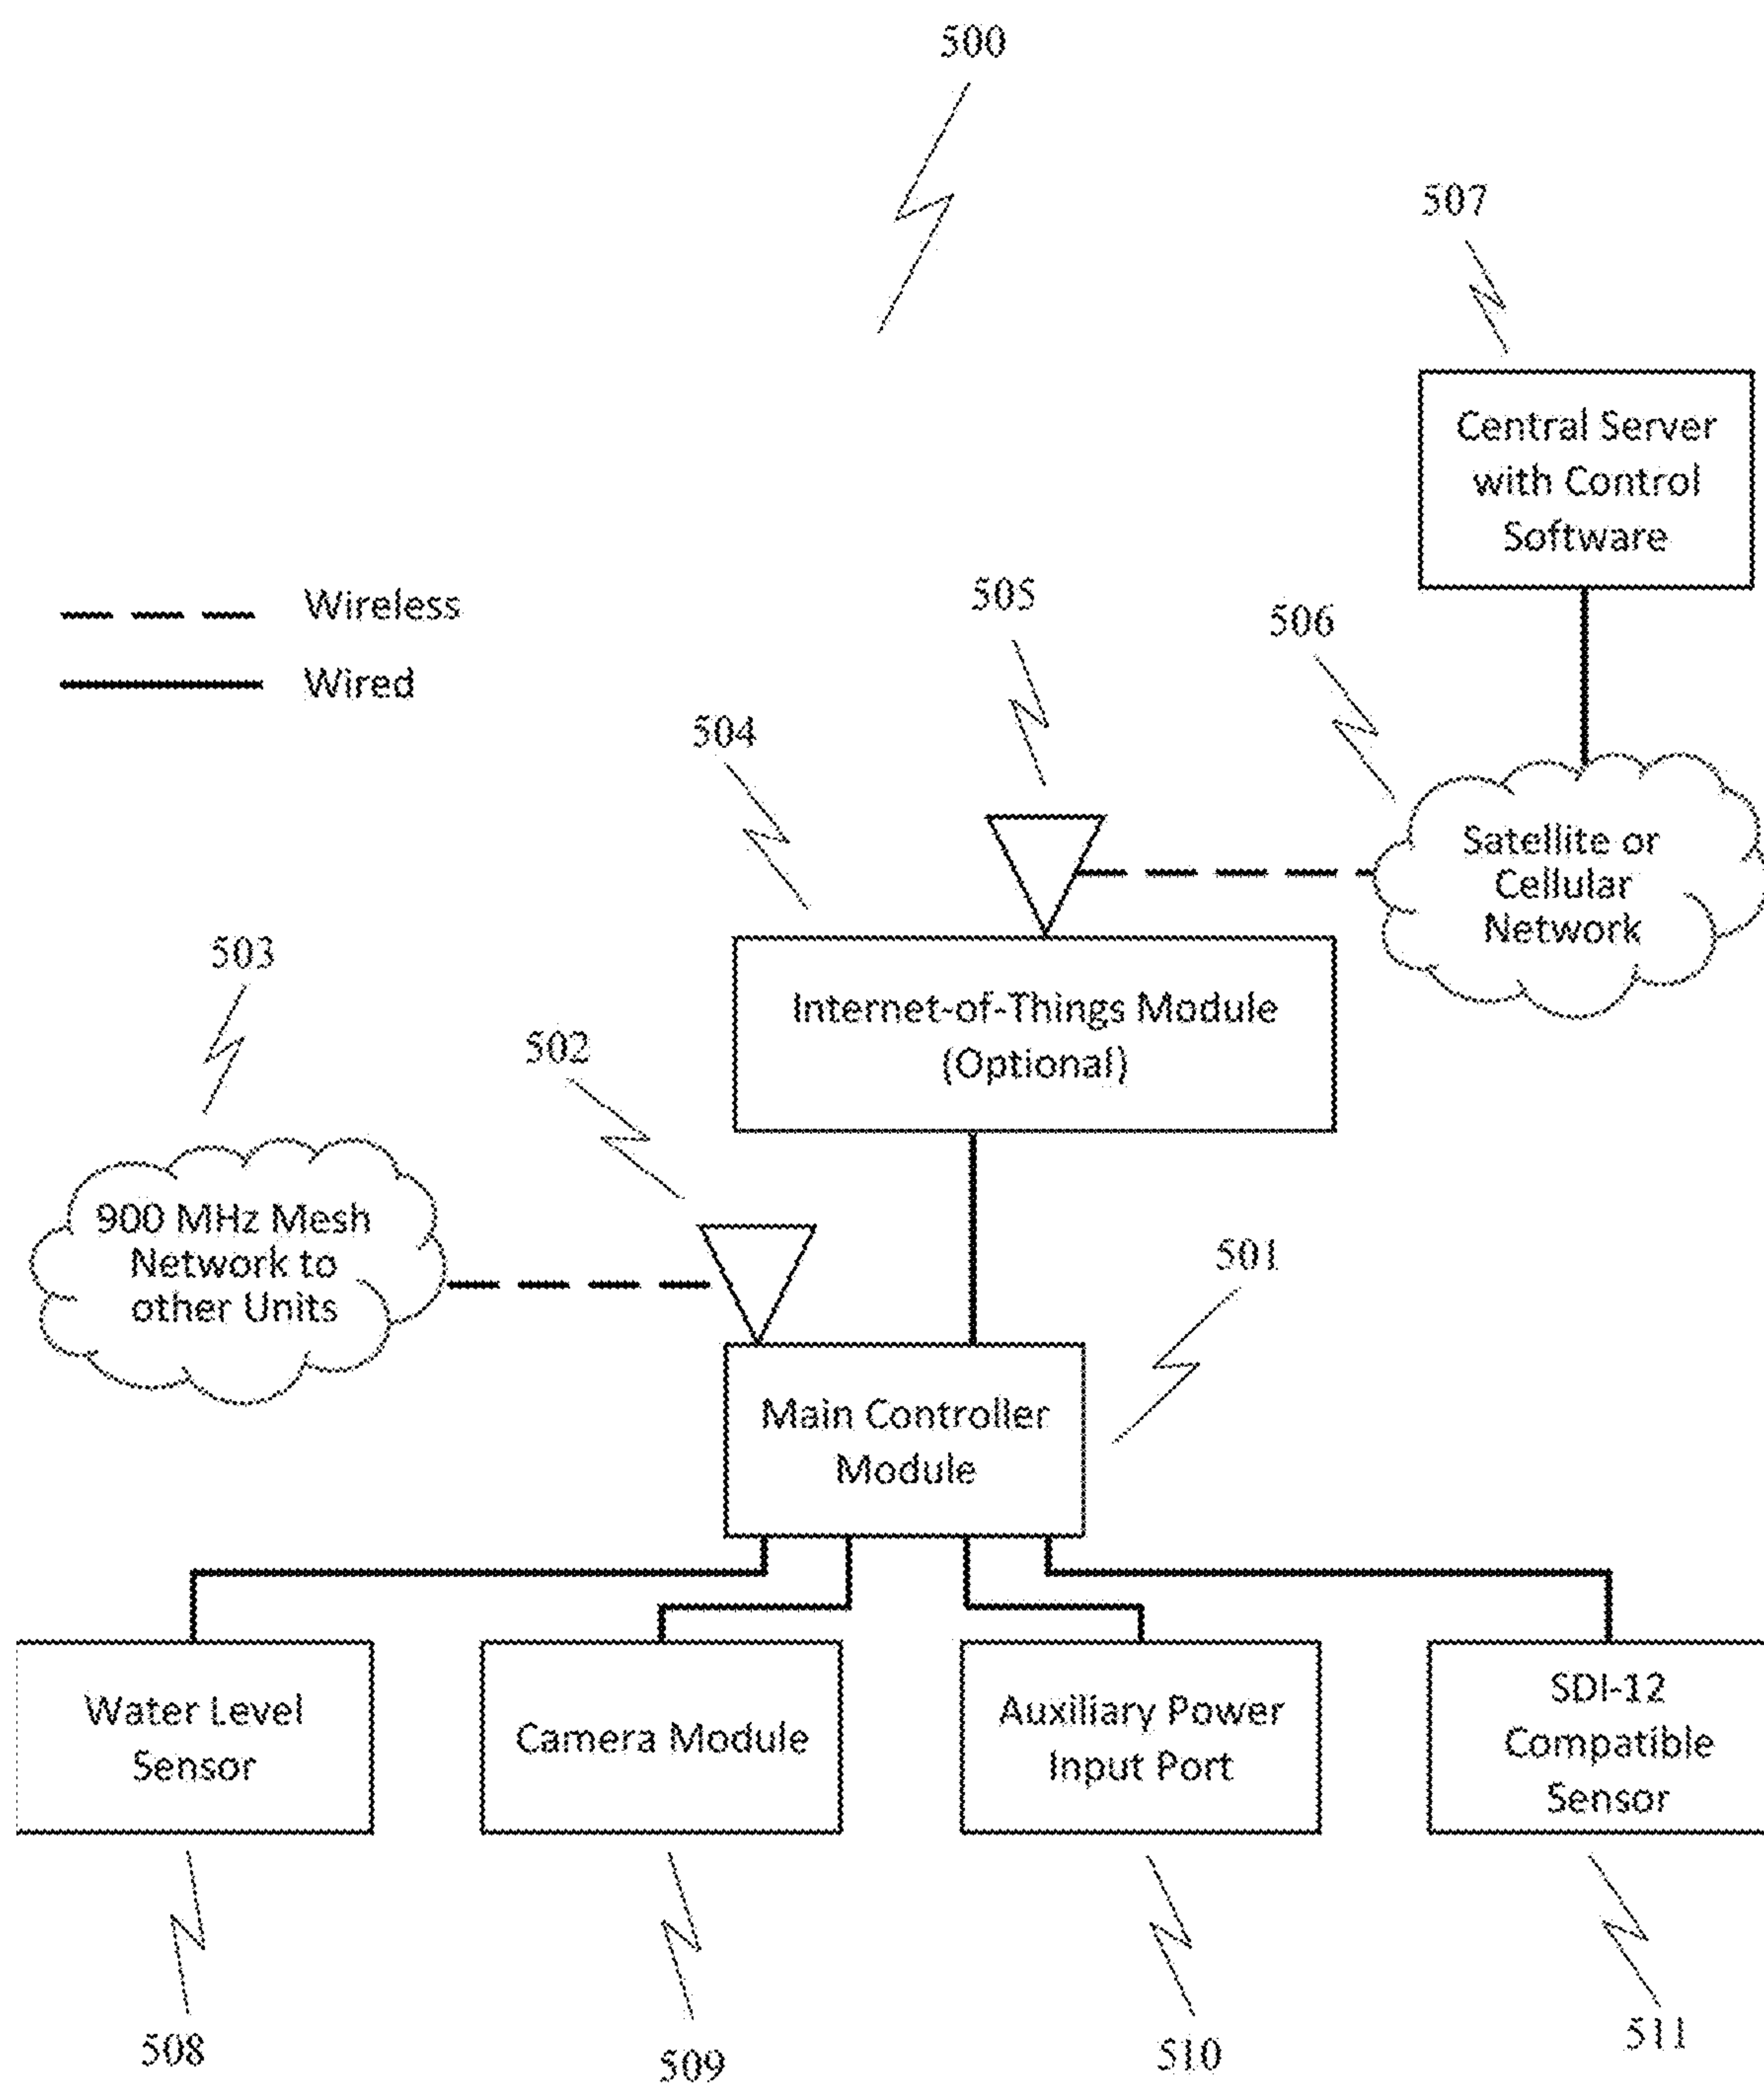 500
507
Central Server
with Control
Software
Wireless
Wired
505
506
504
Satellite or
Cellular
Network
503
Internet-of-Things Module
(Optional)
502
900 MHz Mesh
Network to
other Units
501
Main Controller
Module
Water Level
Sensor
Camera Module
Auxiliary Power
Input Port
SDI-12
Compatible
Sensor
508
509
510
511